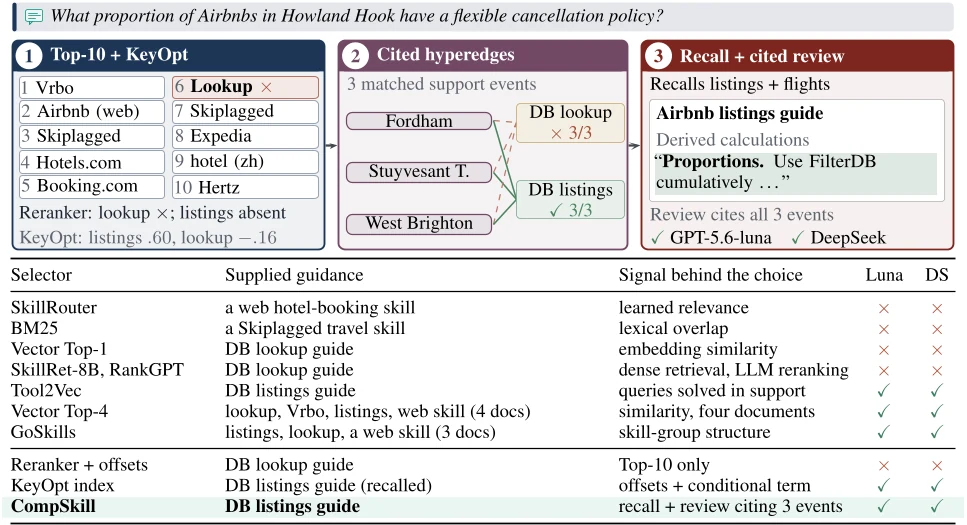 What proportion of Airbnbs in Howland Hook have a flexible cancellation policy?
1 Top-10 + KeyOpt
1 Vrbo
2 Airbnb (web)
3 Skiplagged
4 Hotels.com
5 Booking.com
6 Lookup ×
7 Skiplagged
8 Expedia
9 hotel (zh)
10 Hertz
Reranker: lookup ×; listings absent
KeyOpt: listings .60, lookup −.16
2 Cited hyperedges
3 matched support events
Fordham
Stuyvesant T.
West Brighton
DB lookup
× 3/3
DB listings
✓ 3/3
3 Recall + cited review
Recalls listings + flights
Airbnb listings guide
Derived calculations
“Proportions. Use FilterDB
cumulatively …”
Review cites all 3 events
✓ GPT-5.6-luna ✓ DeepSeek
Selector Supplied guidance Signal behind the choice Luna DS
SkillRouter a web hotel-booking skill learned relevance × ×
BM25 a Skiplagged travel skill lexical overlap × ×
Vector Top-1 DB lookup guide embedding similarity × ×
SkillRet-8B, RankGPT DB lookup guide dense retrieval, LLM reranking × ×
Tool2Vec DB listings guide queries solved in support ✓ ✓
Vector Top-4 lookup, Vrbo, listings, web skill (4 docs) similarity, four documents ✓ ✓
GoSkills listings, lookup, a web skill (3 docs) skill-group structure ✓ ✓
Reranker + offsets DB lookup guide Top-10 only × ×
KeyOpt index DB listings guide (recalled) offsets + conditional term ✓ ✓
CompSkill DB listings guide recall + review citing 3 events ✓ ✓